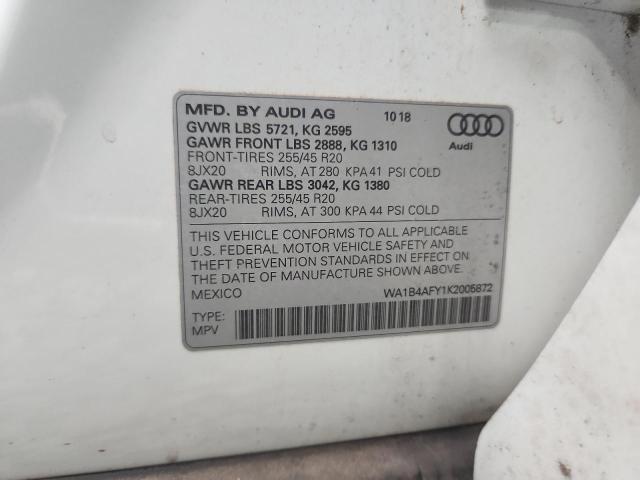 MFD. BY AUDI AG 10 18
GVWR LBS 5721, KG 2595
GAWR FRONT LBS 2888, KG 1310
FRONT-TIRES 255/45 R20
8JX20 RIMS, AT 280 KPA 41 PSI COLD
GAWR REAR LBS 3042, KG 1380
REAR-TIRES 255/45 R20
8JX20 RIMS, AT 300 KPA 44 PSI COLD
Audi
THIS VEHICLE CONFORMS TO ALL APPLICABLE
U.S. FEDERAL MOTOR VEHICLE SAFETY AND
THEFT PREVENTION STANDARDS IN EFFECT ON
THE DATE OF MANUFACTURE SHOWN ABOVE.
MEXICO WA1B4AFY1K2005872
TYPE:
MPV